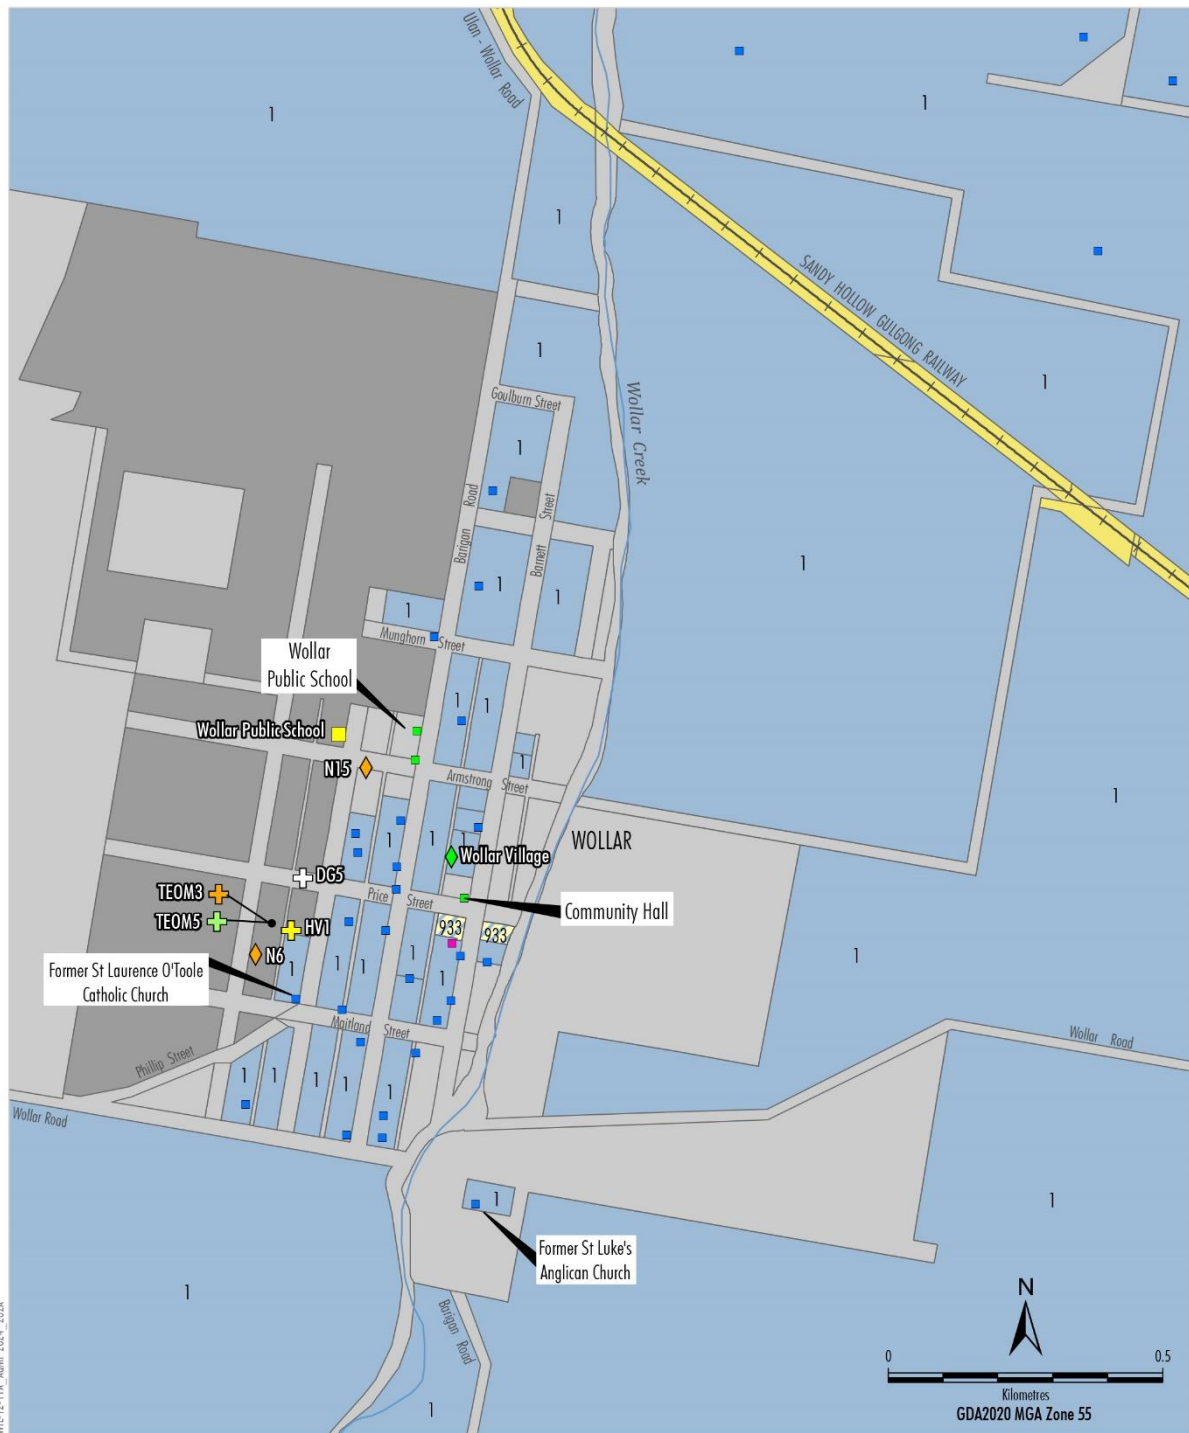 Ulan - Wollar Road
1
1
1
SANDY HOLLOW GULGONG RAILWAY
1
1
Goulburn Street
Wollar Creek
1
Barigan Road
Barnett Street
1
1
1
1
Munghorn Street
Wollar
Public School
1
1
Wollar Public School
N15
1
Armstrong Street
1
1
1
1
WOLLAR
Wollar Village
DG5
TEOM3
Price Street
Community Hall
TEOM5
HV1
933
933
N6
1
1
1
1
1
1
Former St Laurence O'Toole
Catholic Church
Maitland Street
Wollar Road
Phillip Street
1
1
1
1
Wollar Road
1
1
Former St Luke's
Anglican Church
1
Barigan Road
1
N
0 0.5
Kilometres
GDA2020 MGA Zone 55